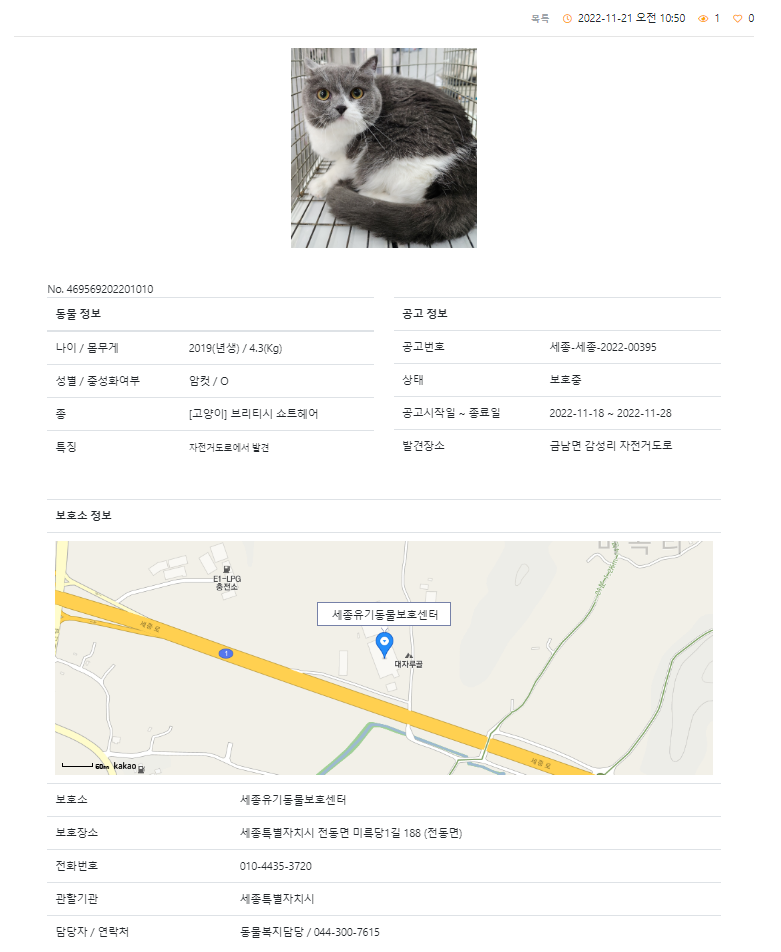 목록 2022-11-21 오전 10:50 1 0
No. 469569202201010
동물 정보
나이 / 몸무게 2019(년생) / 4.3(Kg)
성별 / 중성화여부 암컷 / O
종 [고양이] 브리티시 쇼트헤어
특징 자전거도로에서 발견
공고 정보
공고번호 세종-세종-2022-00395
상태 보호중
공고시작일 ~ 종료일 2022-11-18 ~ 2022-11-28
발견장소 금남면 감성리 자전거도로
보호소 정보
E1-LPG
충전소
세종유기동물보호센터
세종로
1
대자루골
세종로
60m kakao
보호소 세종유기동물보호센터
보호장소 세종특별자치시 전동면 미륵당1길 188 (전동면)
전화번호 010-4435-3720
관할기관 세종특별자치시
담당자 / 연락처 동물복지담당 / 044-300-7615